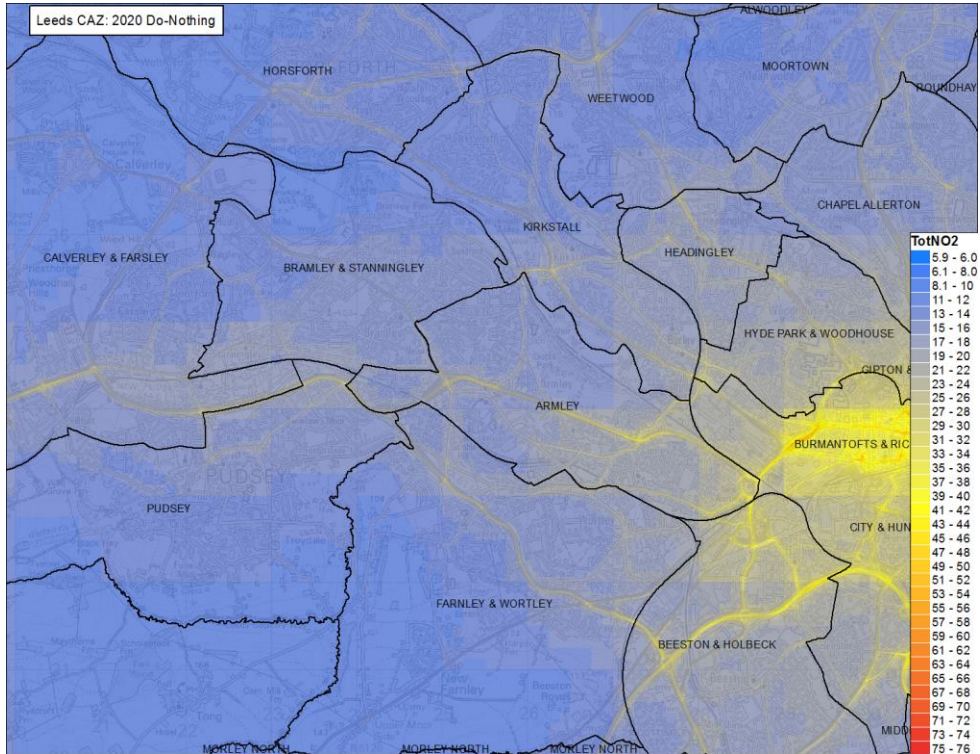 Leeds CAZ: 2020 Do-Nothing
ALWOODLEY
HORSFORTH
MOORTOWN
ROUNDHAY
WEETWOOD
Calverley
CHAPEL ALLERTON
KIRKSTALL
HEADINGLEY
CALVERLEY & FARSLEY
BRAMLEY & STANNINGLEY
HYDE PARK & WOODHOUSE
GIPTON &
ARMLEY
BURMANTOFTS & RIC
PUDSEY
PUDSEY
CITY & HUN
FARNLEY & WORTLEY
BEESTON & HOLBECK
New
Farnley
Tong
MIDD
MORLEY NORTH
MORLEY NORTH
MORLEY NORTH
TotNO2
5.9 - 6.0
6.1 - 8.0
8.1 - 10
11 - 12
13 - 14
15 - 16
17 - 18
19 - 20
21 - 22
23 - 24
25 - 26
27 - 28
29 - 30
31 - 32
33 - 34
35 - 36
37 - 38
39 - 40
41 - 42
43 - 44
45 - 46
47 - 48
49 - 50
51 - 52
53 - 54
55 - 56
57 - 58
59 - 60
61 - 62
63 - 64
65 - 66
67 - 68
69 - 70
71 - 72
73 - 74
75 - 76